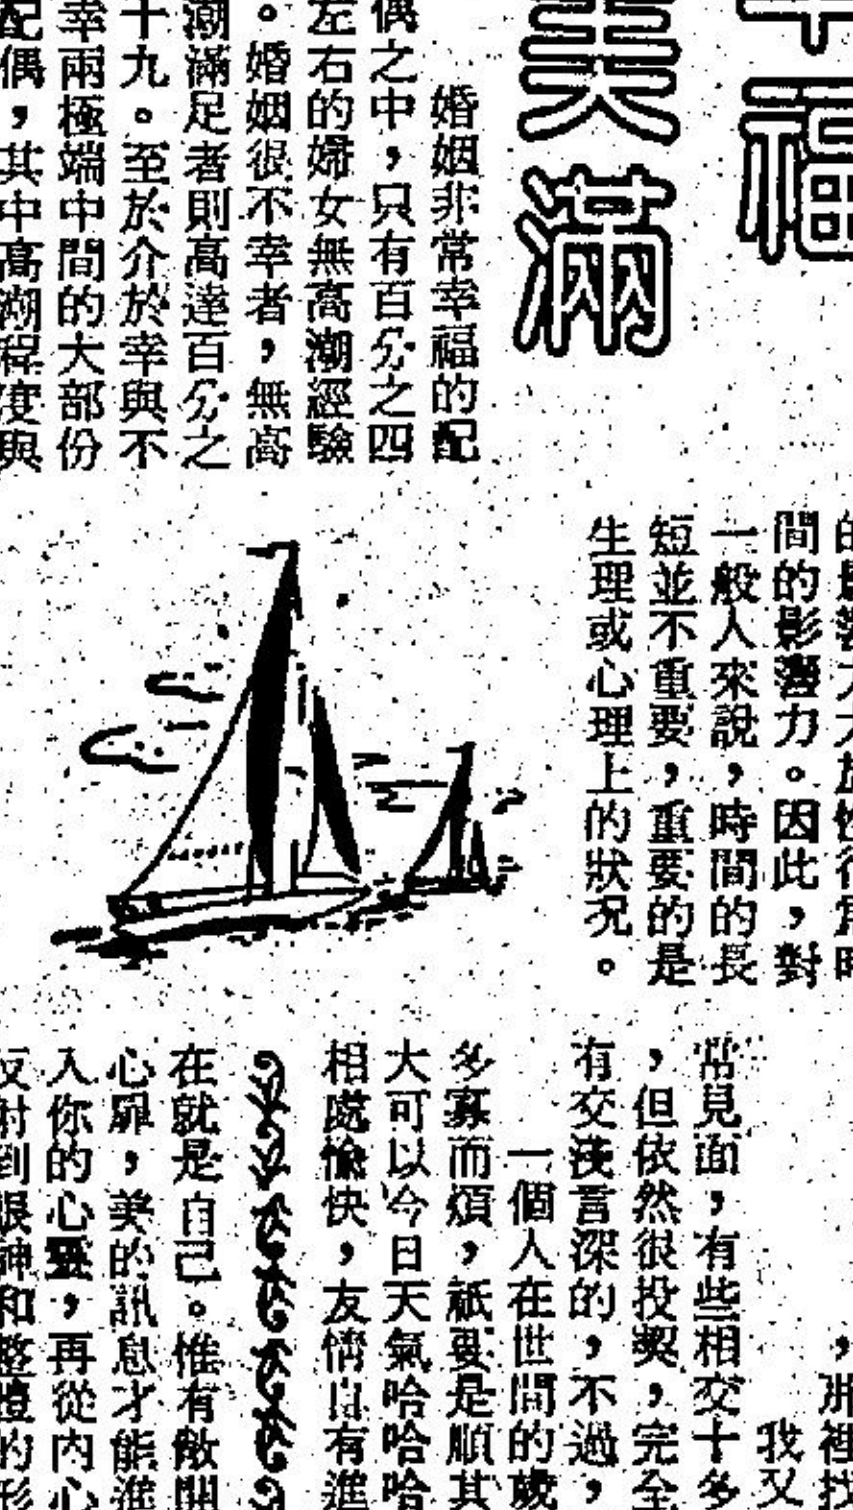 福
美滿
婚姻非常幸福的配
偶之中，只有百分之四
左右的婦女無高潮經驗
。婚姻很不幸者，無高
潮滿足者則高達百分之
十九。至於介於幸與不
幸兩極端中間的大部份
配偶，其中高潮程度與
間的影響力。因此，對
一般人來說，時間的長
短並不重要，重要的是
生理或心理上的狀況。
我又
常見面，有些相交十多
，但依然很投契，完全
有交淺言深的，不過，
一個人在世間的歲
多寡而煩，祇要是順其
大可以今日天氣哈哈哈
相處愉快，友情自有進
在就是自己。惟有敞開
心扉，美的訊息才能進
入你的心靈，再從內心
反射到眼神和整體的形